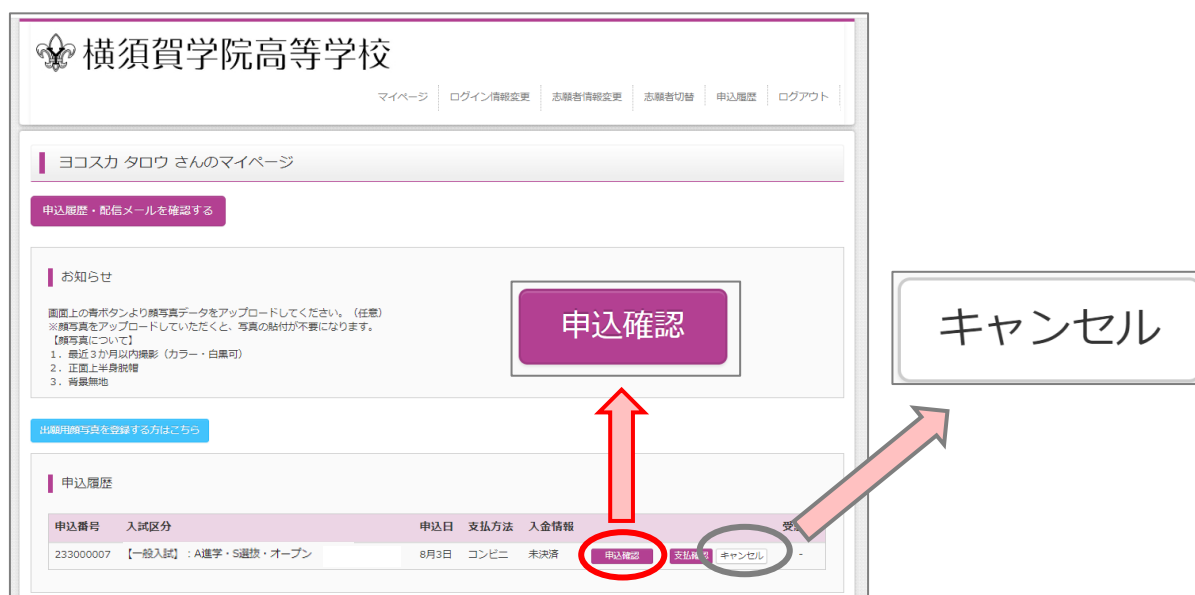 横須賀学院高等学校
マイページ ログイン情報変更 志願者情報変更 志願者切替 申込履歴 ログアウト
ヨコスカ タロウ さんのマイページ
申込履歴・配信メールを確認する
お知らせ
画面上の青ボタンより顔写真データをアップロードしてください。（任意）
※顔写真をアップロードしていただくと、写真の貼付が不要になります。
【顔写真について】
１．最近３か月以内撮影（カラー・白黒可）
２．正面上半身脱帽
３．背景無地
申込確認
キャンセル
出願用顔写真を登録する方はこちら
申込履歴
申込番号 入試区分 申込日 支払方法 入金情報
233000007 【一般入試】：A進学・S選抜・オープン 8月3日 コンビニ 未決済 申込確認 支払確認 キャンセル -